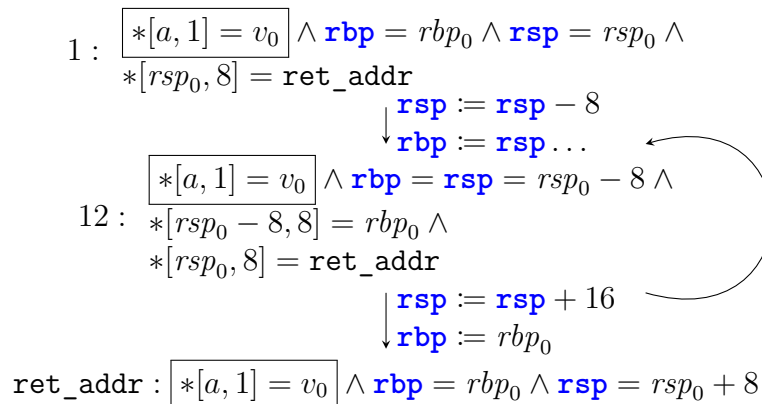 1 : *[a, 1] = v₀ ∧ rbp = rbp₀ ∧ rsp = rsp₀ ∧
*[rsp₀, 8] = ret_addr
rsp := rsp − 8
rbp := rsp ...
*[a, 1] = v₀ ∧ rbp = rsp = rsp₀ − 8 ∧
12 : *[rsp₀ − 8, 8] = rbp₀ ∧
*[rsp₀, 8] = ret_addr
rsp := rsp + 16
rbp := rbp₀
ret_addr : *[a, 1] = v₀ ∧ rbp = rbp₀ ∧ rsp = rsp₀ + 8